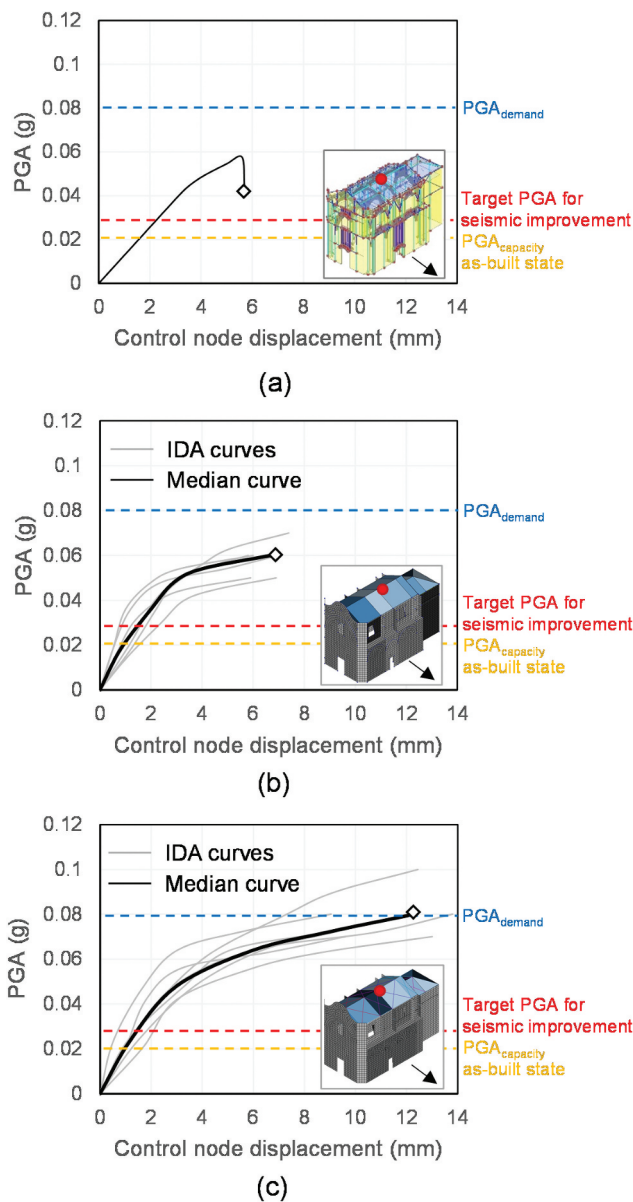 0.12
0.1
0.08
0.06
0.04
0.02
0
PGA (g)
PGAdemand
Target PGA for
seismic improvement
PGAcapacity
as-built state
0 2 4 6 8 10 12 14
Control node displacement (mm)
(a)
0.12
0.1
0.08
0.06
0.04
0.02
0
PGA (g)
IDA curves
Median curve
PGAdemand
Target PGA for
seismic improvement
PGAcapacity
as-built state
0 2 4 6 8 10 12 14
Control node displacement (mm)
(b)
0.12
0.1
0.08
0.06
0.04
0.02
0
PGA (g)
IDA curves
Median curve
PGAdemand
Target PGA for
seismic improvement
PGAcapacity
as-built state
0 2 4 6 8 10 12 14
Control node displacement (mm)
(c)